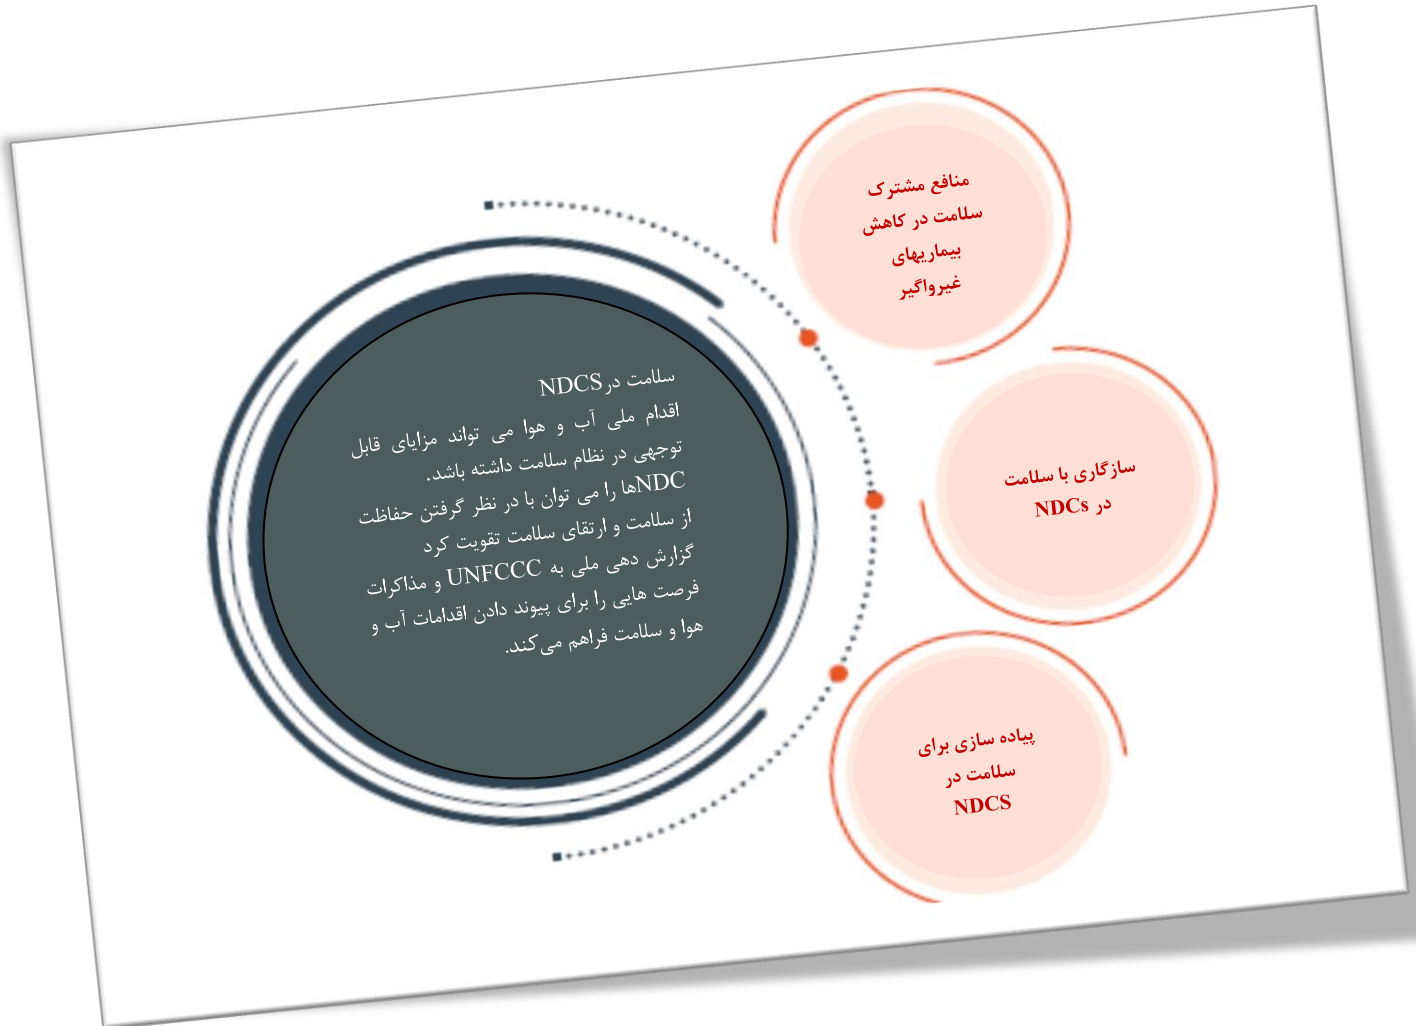 سلامت در NDCS
اقدام ملی آب و هوا می تواند مزایای قابل
توجهی در نظام سلامت داشته باشد.
NDCها را می توان با در نظر گرفتن حفاظت
از سلامت و ارتقای سلامت تقویت کرد
گزارش دهی ملی به UNFCCC و مذاکرات
فرصت هایی را برای پیوند دادن اقدامات آب و
هوا و سلامت فراهم می‌کند.
منافع مشترک
سلامت در کاهش
بیماریهای
غیرواگیر
سازگاری با سلامت
در NDCs
پیاده سازی برای
سلامت در
NDCS